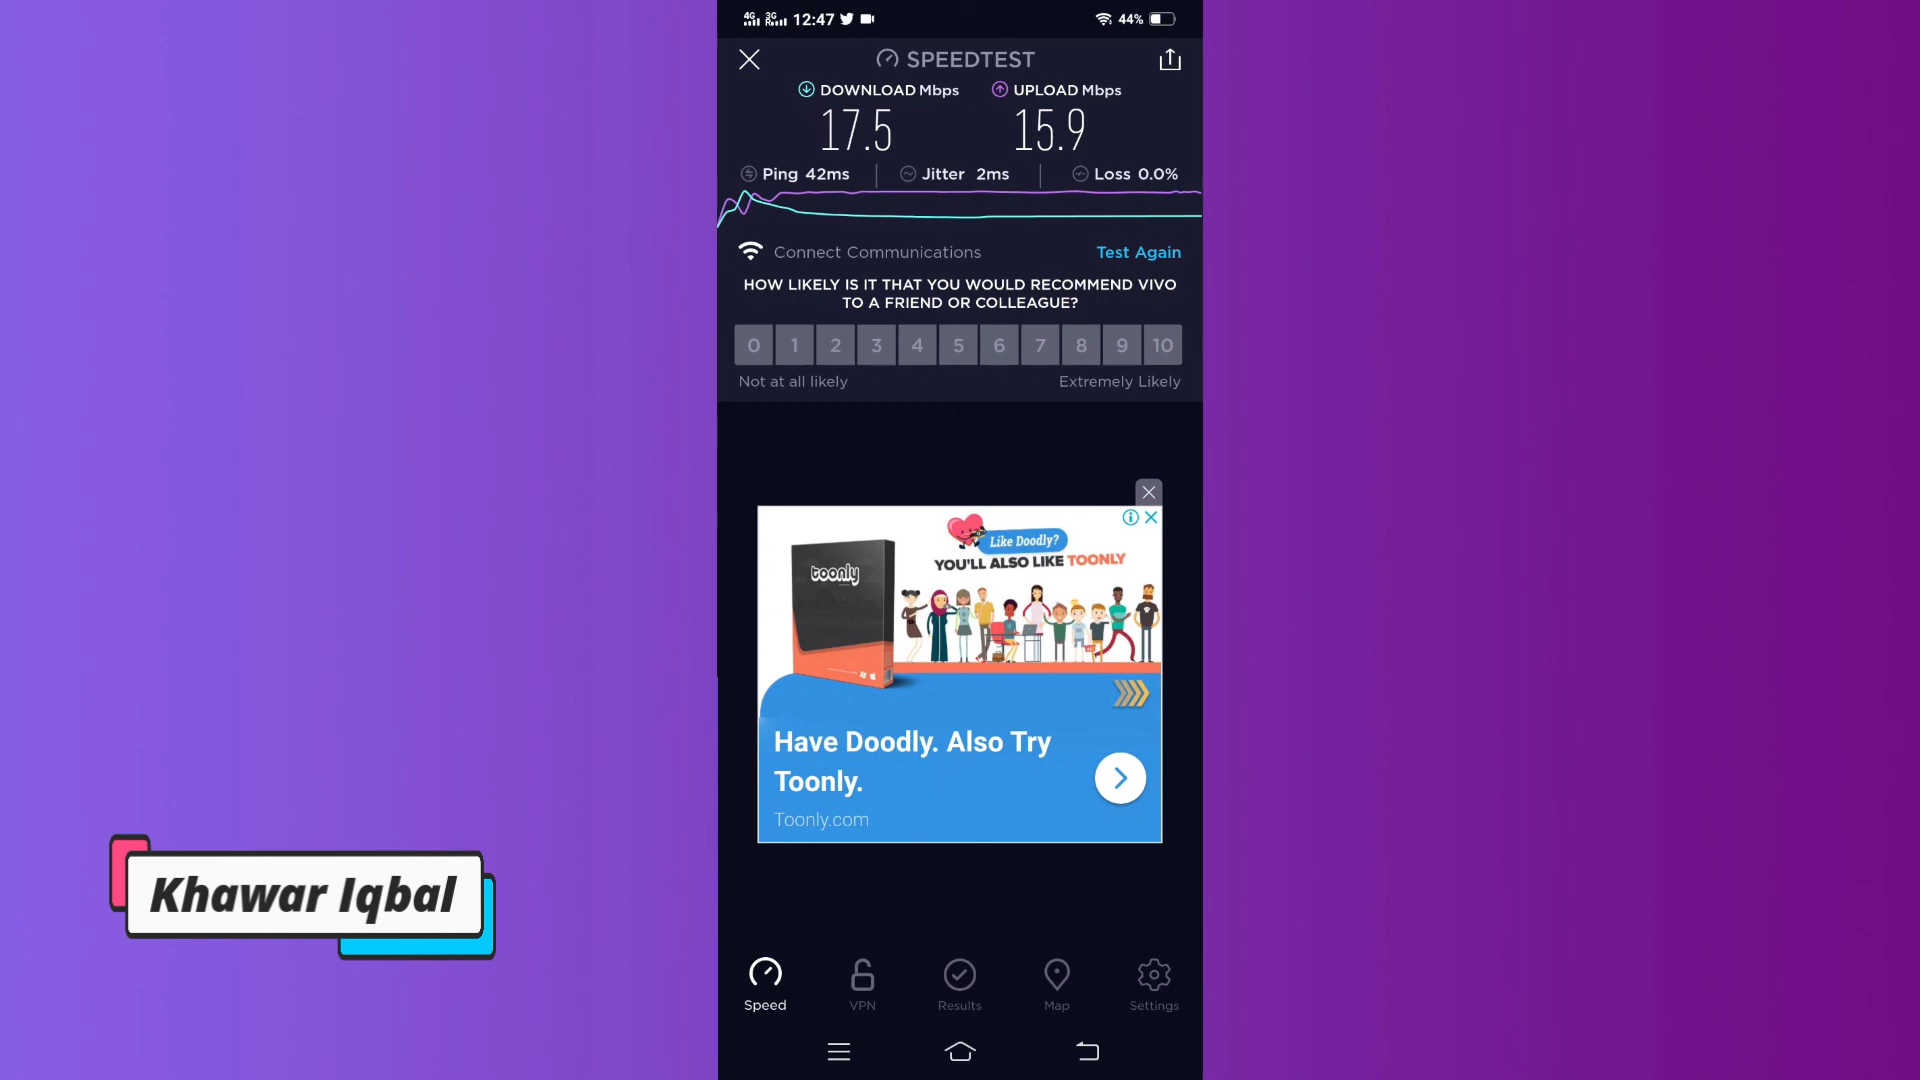 4G 3G R 12:47 44%
SPEEDTEST
DOWNLOAD Mbps UPLOAD Mbps
17.5 15.9
Ping 42ms Jitter 2ms Loss 0.0%
Connect Communications Test Again
HOW LIKELY IS IT THAT YOU WOULD RECOMMEND VIVO
TO A FRIEND OR COLLEAGUE?
0 1 2 3 4 5 6 7 8 9 10
Not at all likely Extremely Likely
Like Doodly?
YOU'LL ALSO LIKE TOONLY
toonly
Have Doodly. Also Try
Toonly.
Toonly.com
Khawar Iqbal
Speed VPN Results Map Settings